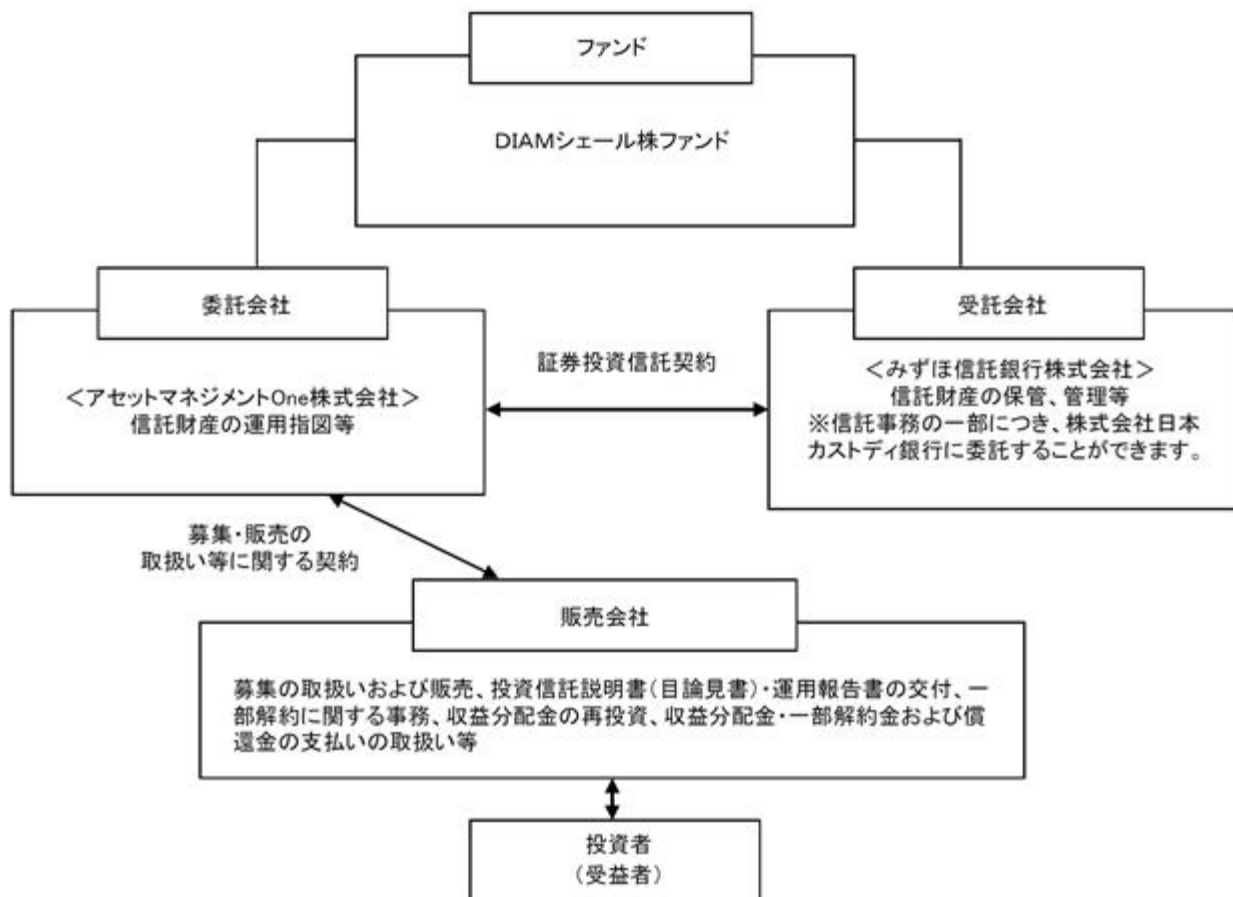 ファンド
DIAMシェール株ファンド
委託会社
＜アセットマネジメントOne株式会社＞
信託財産の運用指図等
証券投資信託契約
受託会社
＜みずほ信託銀行株式会社＞
信託財産の保管、管理等
※信託事務の一部につき、株式会社日本
カストディ銀行に委託することができます。
募集・販売の
取扱い等に関する契約
販売会社
募集の取扱いおよび販売、投資信託説明書（目論見書）・運用報告書の交付、一
部解約に関する事務、収益分配金の再投資、収益分配金・一部解約金および償
還金の支払いの取扱い等
投資者
（受益者）